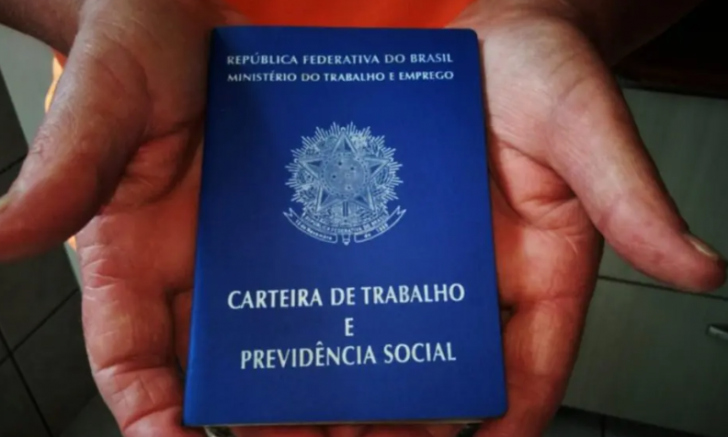 REPÚBLICA FEDERATIVA DO BRASIL
MINISTÉRIO DO TRABALHO E EMPREGO
CARTEIRA DE TRABALHO
E
PREVIDÊNCIA SOCIAL